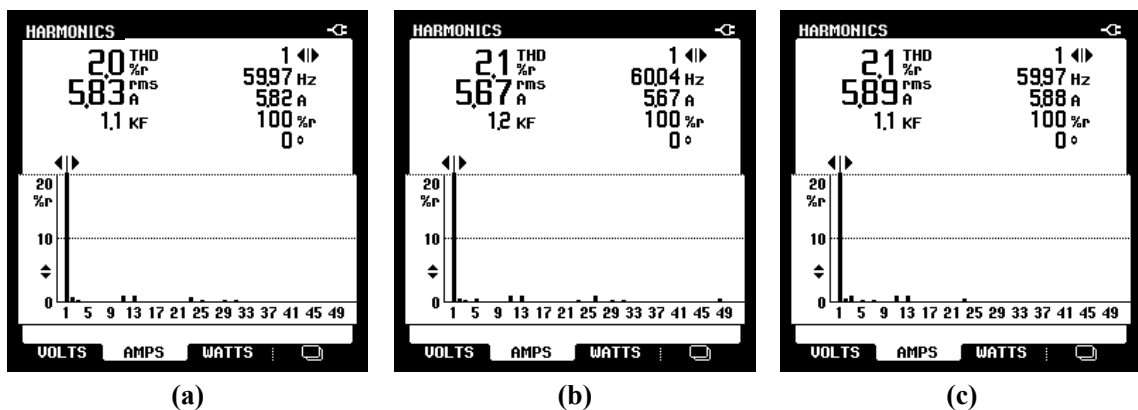 HARMONICS
2.0 THD %r
5.83 rms A
1.1 KF
1
59.97 Hz
5.82 A
100 %r
0 °
20
%r
10
0
1 5 9 13 17 21 25 29 33 37 41 45 49
VOLTS AMPS WATTS
(a)
HARMONICS
2.1 THD %r
5.67 rms A
1.2 KF
1
60.04 Hz
5.67 A
100 %r
0 °
20
%r
10
0
1 5 9 13 17 21 25 29 33 37 41 45 49
VOLTS AMPS WATTS
(b)
HARMONICS
2.1 THD %r
5.89 rms A
1.1 KF
1
59.97 Hz
5.88 A
100 %r
0 °
20
%r
10
0
1 5 9 13 17 21 25 29 33 37 41 45 49
VOLTS AMPS WATTS
(c)